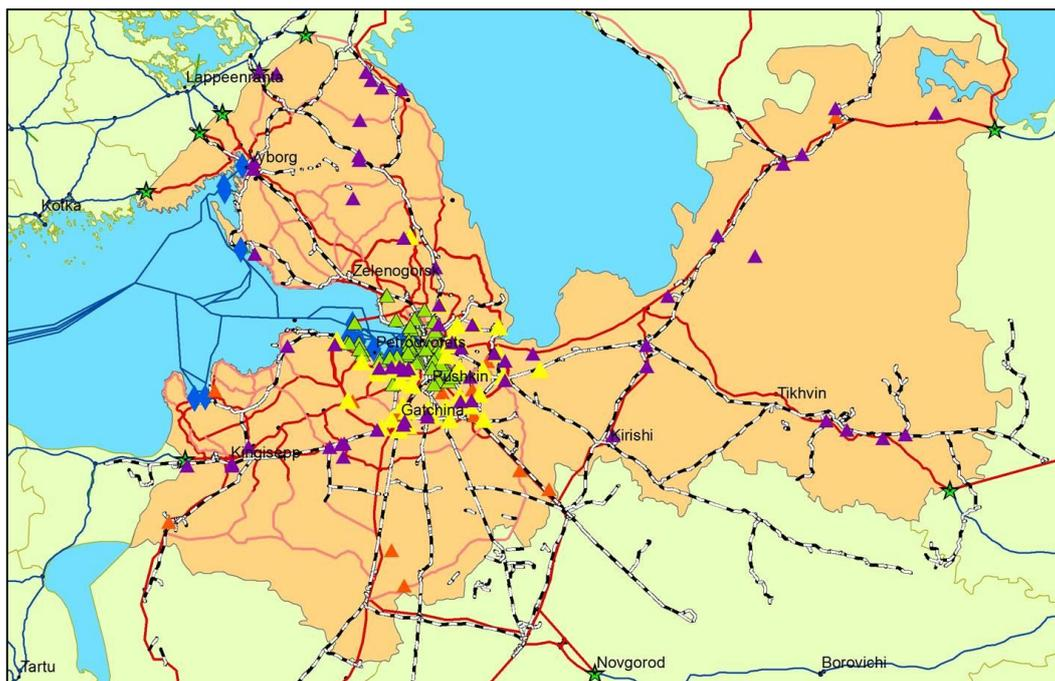 Lappeenranta
Vyborg
Kotka
Zelenogorsk
Petrodvorets
Pushkin
Tikhvin
Gatchina
Kirishi
Kingisepp
Tartu
Novgorod
Borovichi